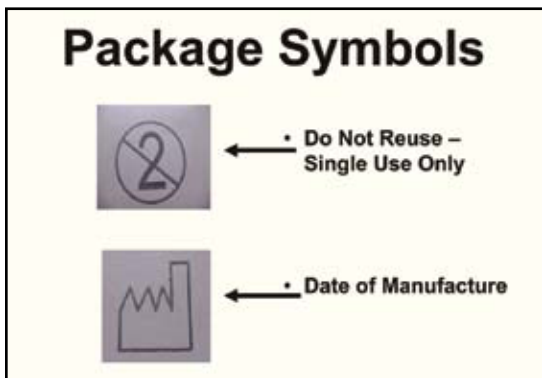 Package Symbols
2
• Do Not Reuse –
Single Use Only
• Date of Manufacture